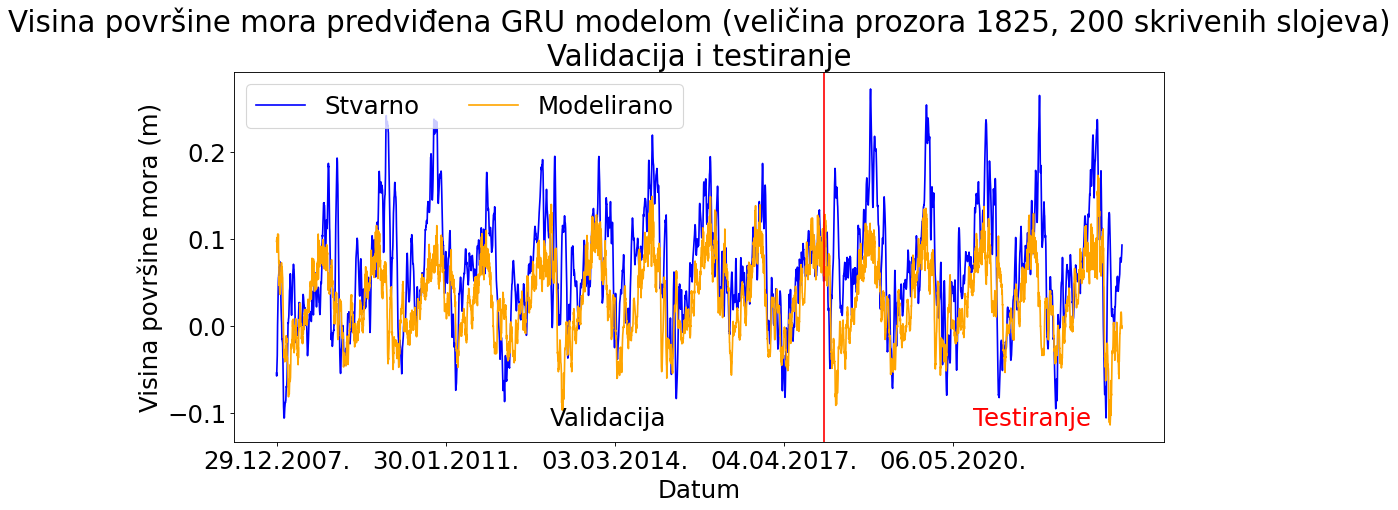 Visina površine mora predviđena GRU modelom (veličina prozora 1825, 200 skrivenih slojeva)
Validacija i testiranje
Stvarno
Modelirano
Visina površine mora (m)
0.2
0.1
0.0
−0.1
Validacija
Testiranje
29.12.2007.
30.01.2011.
03.03.2014.
04.04.2017.
06.05.2020.
Datum